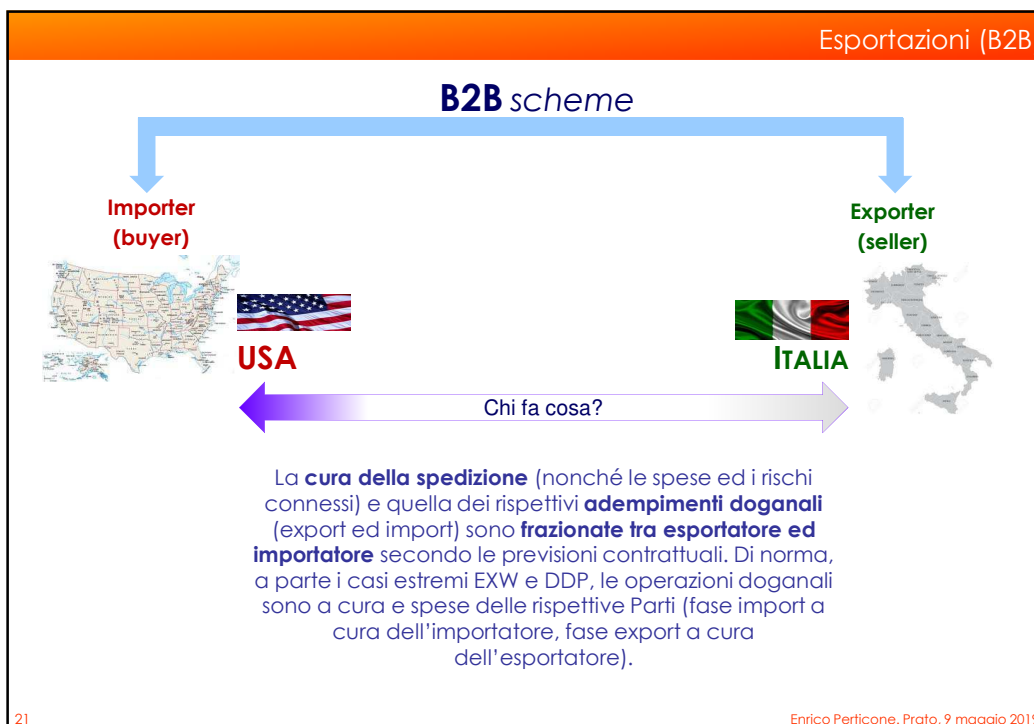 Esportazioni (B2B
B2B scheme
Importer
(buyer)
Exporter
(seller)
USA
ITALIA
Chi fa cosa?
La cura della spedizione (nonché le spese ed i rischi
connessi) e quella dei rispettivi adempimenti doganali
(export ed import) sono frazionate tra esportatore ed
importatore secondo le previsioni contrattuali. Di norma,
a parte i casi estremi EXW e DDP, le operazioni doganali
sono a cura e spese delle rispettive Parti (fase import a
cura dell’importatore, fase export a cura
dell’esportatore).
21
Enrico Perticone. Prato. 9 maggio 2019